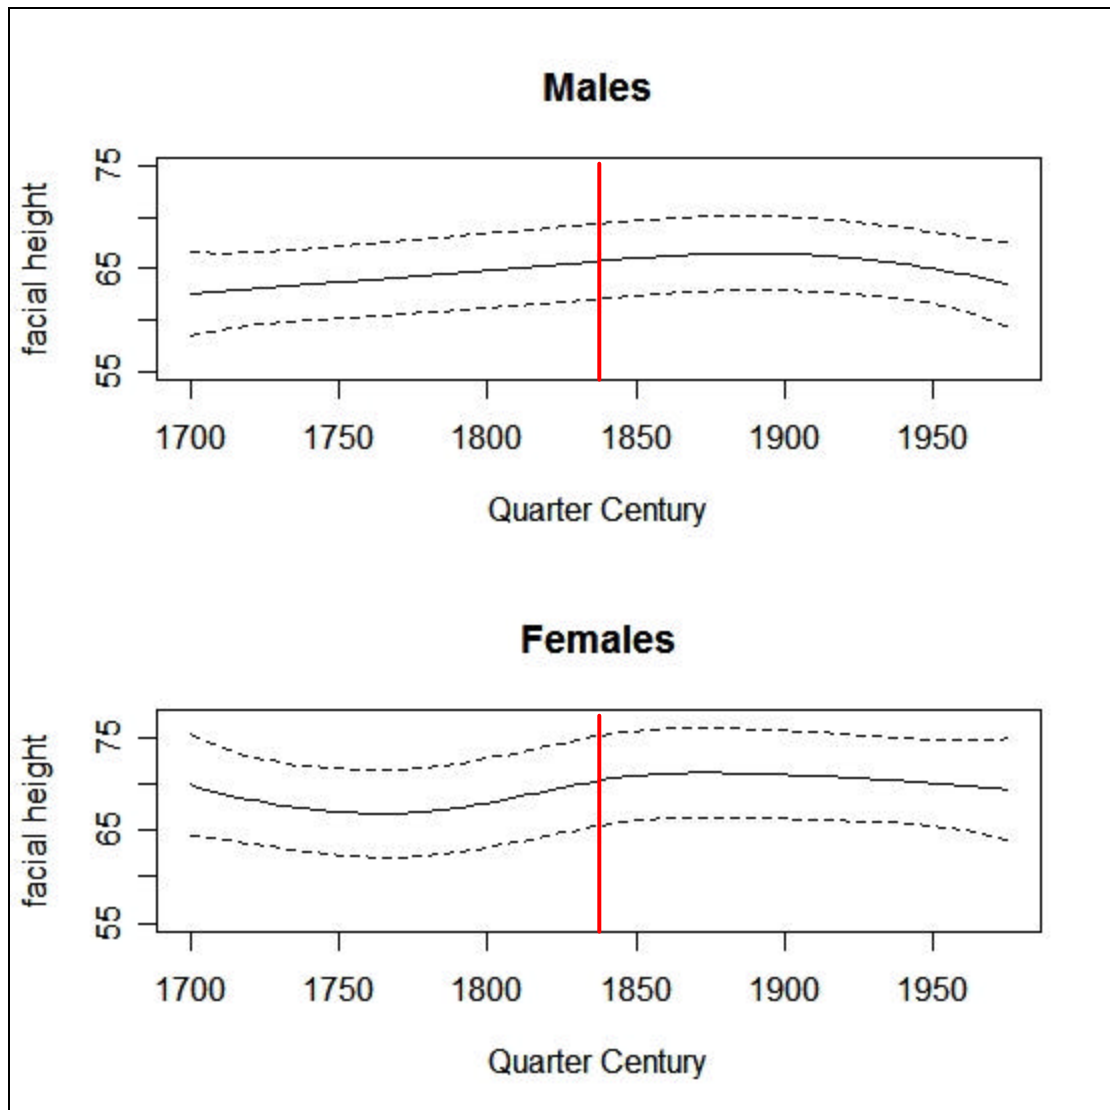 Males
facial height
75
65
55
1700 1750 1800 1850 1900 1950
Quarter Century
Females
facial height
75
65
55
1700 1750 1800 1850 1900 1950
Quarter Century